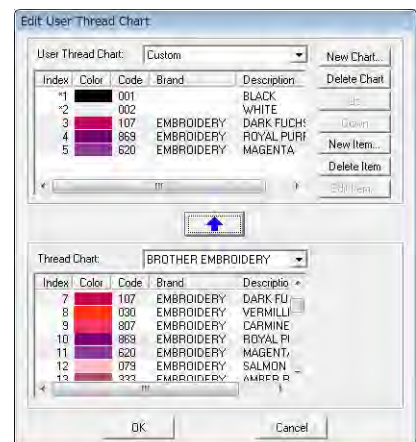 Edit User Thread Chart
User Thread Chart: Custom
New Chart...
Index Color Code Brand Description
Delete Chart
*1 001 BLACK
Up
*2 002 WHITE
3 107 EMBROIDERY DARK FUCHS
Down
4 869 EMBROIDERY ROYAL PURF
New Item...
5 620 EMBROIDERY MAGENTA
Delete Item
Edit Item...
Thread Chart: BROTHER EMBROIDERY
Index Color Code Brand Descriptio
7 107 EMBROIDERY DARK FU
8 030 EMBROIDERY VERMILLI
9 807 EMBROIDERY CARMINE
10 869 EMBROIDERY ROYAL PI
11 620 EMBROIDERY MAGENT
12 079 EMBROIDERY SALMON
13 333 EMBROIDERY AMBER R
OK Cancel